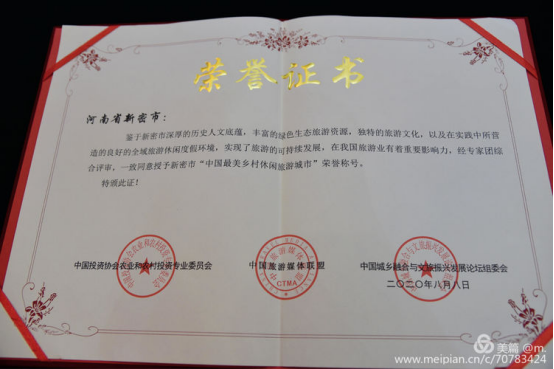 荣誉证书
河南省新密市：
鉴于新密市深厚的历史人文底蕴，丰富的绿色生态旅游资源，独特的旅游文化，以及在实践中所营
造的良好的全域旅游休闲度假环境，实现了旅游的可持续发展，在我国旅游业有着重要影响力。经专家团综
合评审，一致同意授予新密市“中国最美乡村休闲旅游城市”荣誉称号。
特颁此证！
中国投资协会农业和农村投资专业委员会
中国旅游媒体联盟
CTMA
中国城乡融合与文旅振兴发展论坛组委会
二〇二〇年八月八日
美篇 @m.
www.meipian.cn/c/70783424